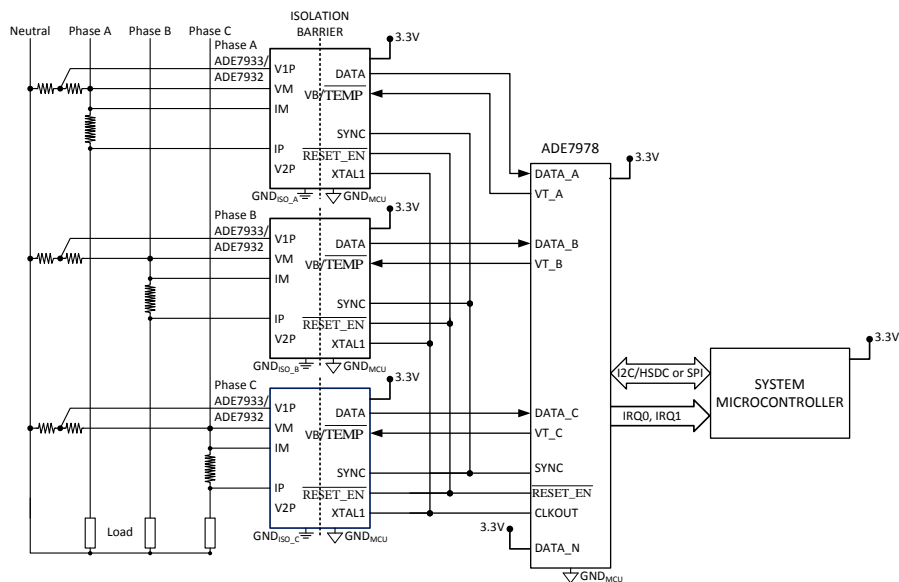 ISOLATION
BARRIER
Neutral Phase A Phase B Phase C
3.3V
Phase A
ADE7933/
ADE7932
V1P
VM
IM
IP
V2P
DATA
VB/TEMP
SYNC
RESET_EN
XTAL1
GNDISO_A
GNDMCU
3.3V
Phase B
ADE7933/
ADE7932
V1P
VM
IM
IP
V2P
DATA
VB/TEMP
SYNC
RESET_EN
XTAL1
GNDISO_B
GNDMCU
3.3V
Phase C
ADE7933/
ADE7932
V1P
VM
IM
IP
V2P
DATA
VB/TEMP
SYNC
RESET_EN
XTAL1
GNDISO_C
GNDMCU
Load
ADE7978
3.3V
DATA_A
VT_A
DATA_B
VT_B
DATA_C
VT_C
SYNC
RESET_EN
CLKOUT
3.3V
DATA_N
GNDMCU
I2C/HSDC or SPI
IRQ0, IRQ1
3.3V
SYSTEM
MICROCONTROLLER